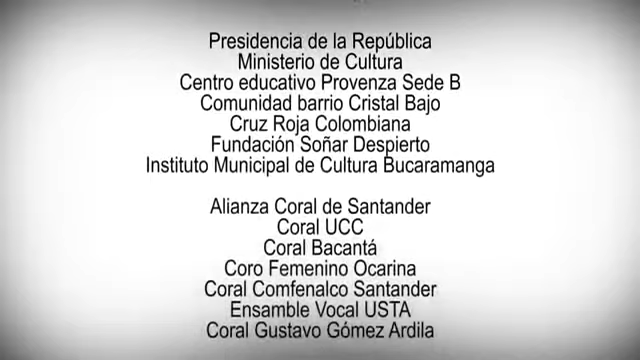 Presidencia de la República
Ministerio de Cultura
Centro educativo Provenza Sede B
Comunidad barrio Cristal Bajo
Cruz Roja Colombiana
Fundación Soñar Despierto
Instituto Municipal de Cultura Bucaramanga
Alianza Coral de Santander
Coral UCC
Coral Bacantá
Coro Femenino Ocarina
Coral Comfenalco Santander
Ensamble Vocal USTA
Coral Gustavo Gómez Ardila